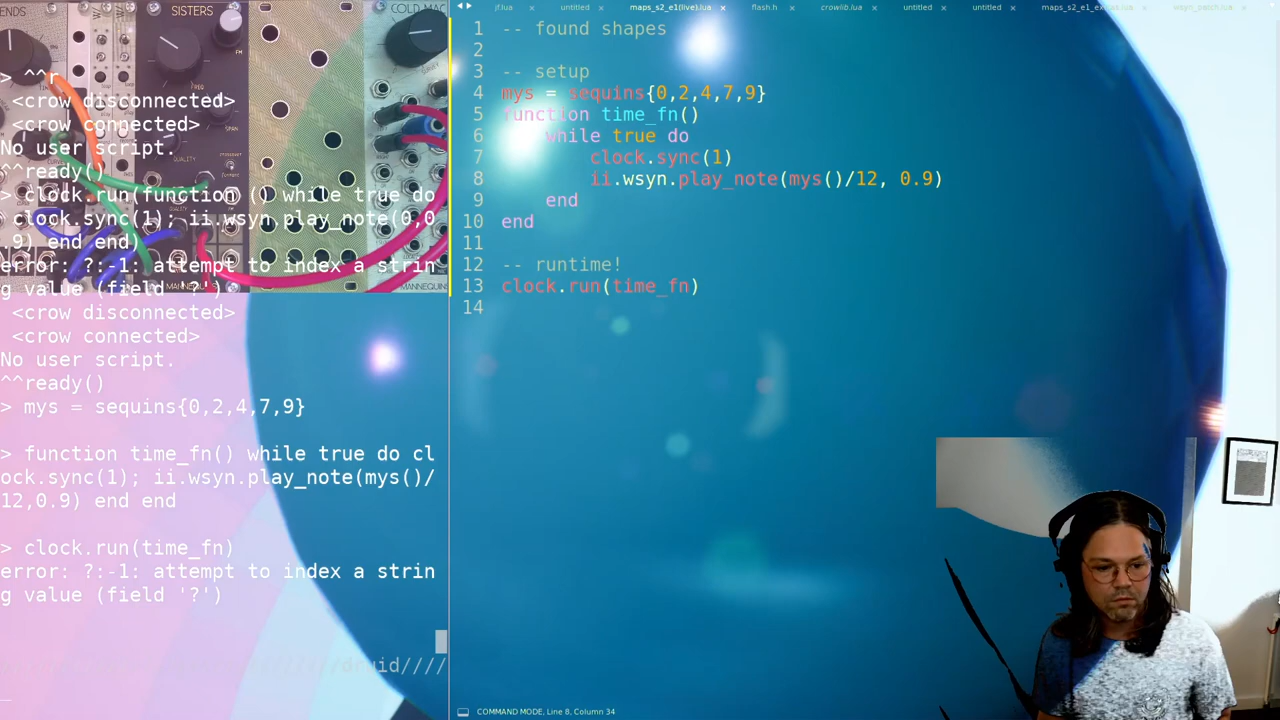 ENDS
SISTERS
COLD MAC
> ^^r
<crow disconnected>
<crow connected>
No user script.
^^ready()
> clock.run(function () while true do
clock.sync(1); ii.wsyn.play_note(0,0
.9) end end)
error: ?:-1: attempt to index a strin
g value (field '?')
<crow disconnected>
<crow connected>
No user script.
^^ready()
> mys = sequins{0,2,4,7,9}
> function time_fn() while true do cl
ock.sync(1); ii.wsyn.play_note(mys()/
12,0.9) end end
> clock.run(time_fn)
error: ?:-1: attempt to index a strin
g value (field '?')
druid////
jf.lua × untitled × maps_s2_e1(live).lua × flash.h × crowlib.lua × untitled × untitled × wsyn_parch.lua ×
1 -- found shapes
2
3 -- setup
4 mys = sequins{0,2,4,7,9}
5 function time_fn()
6 while true do
7 clock.sync(1)
8 ii.wsyn.play_note(mys()/12, 0.9)
9 end
10 end
11
12 -- runtime!
13 clock.run(time_fn)
14
COMMAND MODE, Line 8, Column 34